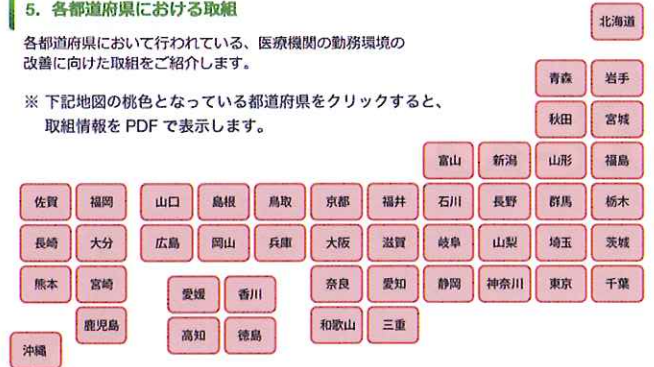 5. 各都道府県における取組
各都道府県において行われている、医療機関の勤務環境の
改善に向けた取組をご紹介します。
※ 下記地図の桃色となっている都道府県をクリックすると、
取組情報を PDF で表示します。
北海道
青森 岩手
秋田 宮城
富山 新潟 山形 福島
佐賀 福岡 山口 島根 鳥取 京都 福井 石川 長野 群馬 栃木
長崎 大分 広島 岡山 兵庫 大阪 滋賀 岐阜 山梨 埼玉 茨城
熊本 宮崎 愛媛 香川 奈良 愛知 静岡 神奈川 東京 千葉
鹿児島 高知 徳島 和歌山 三重
沖縄